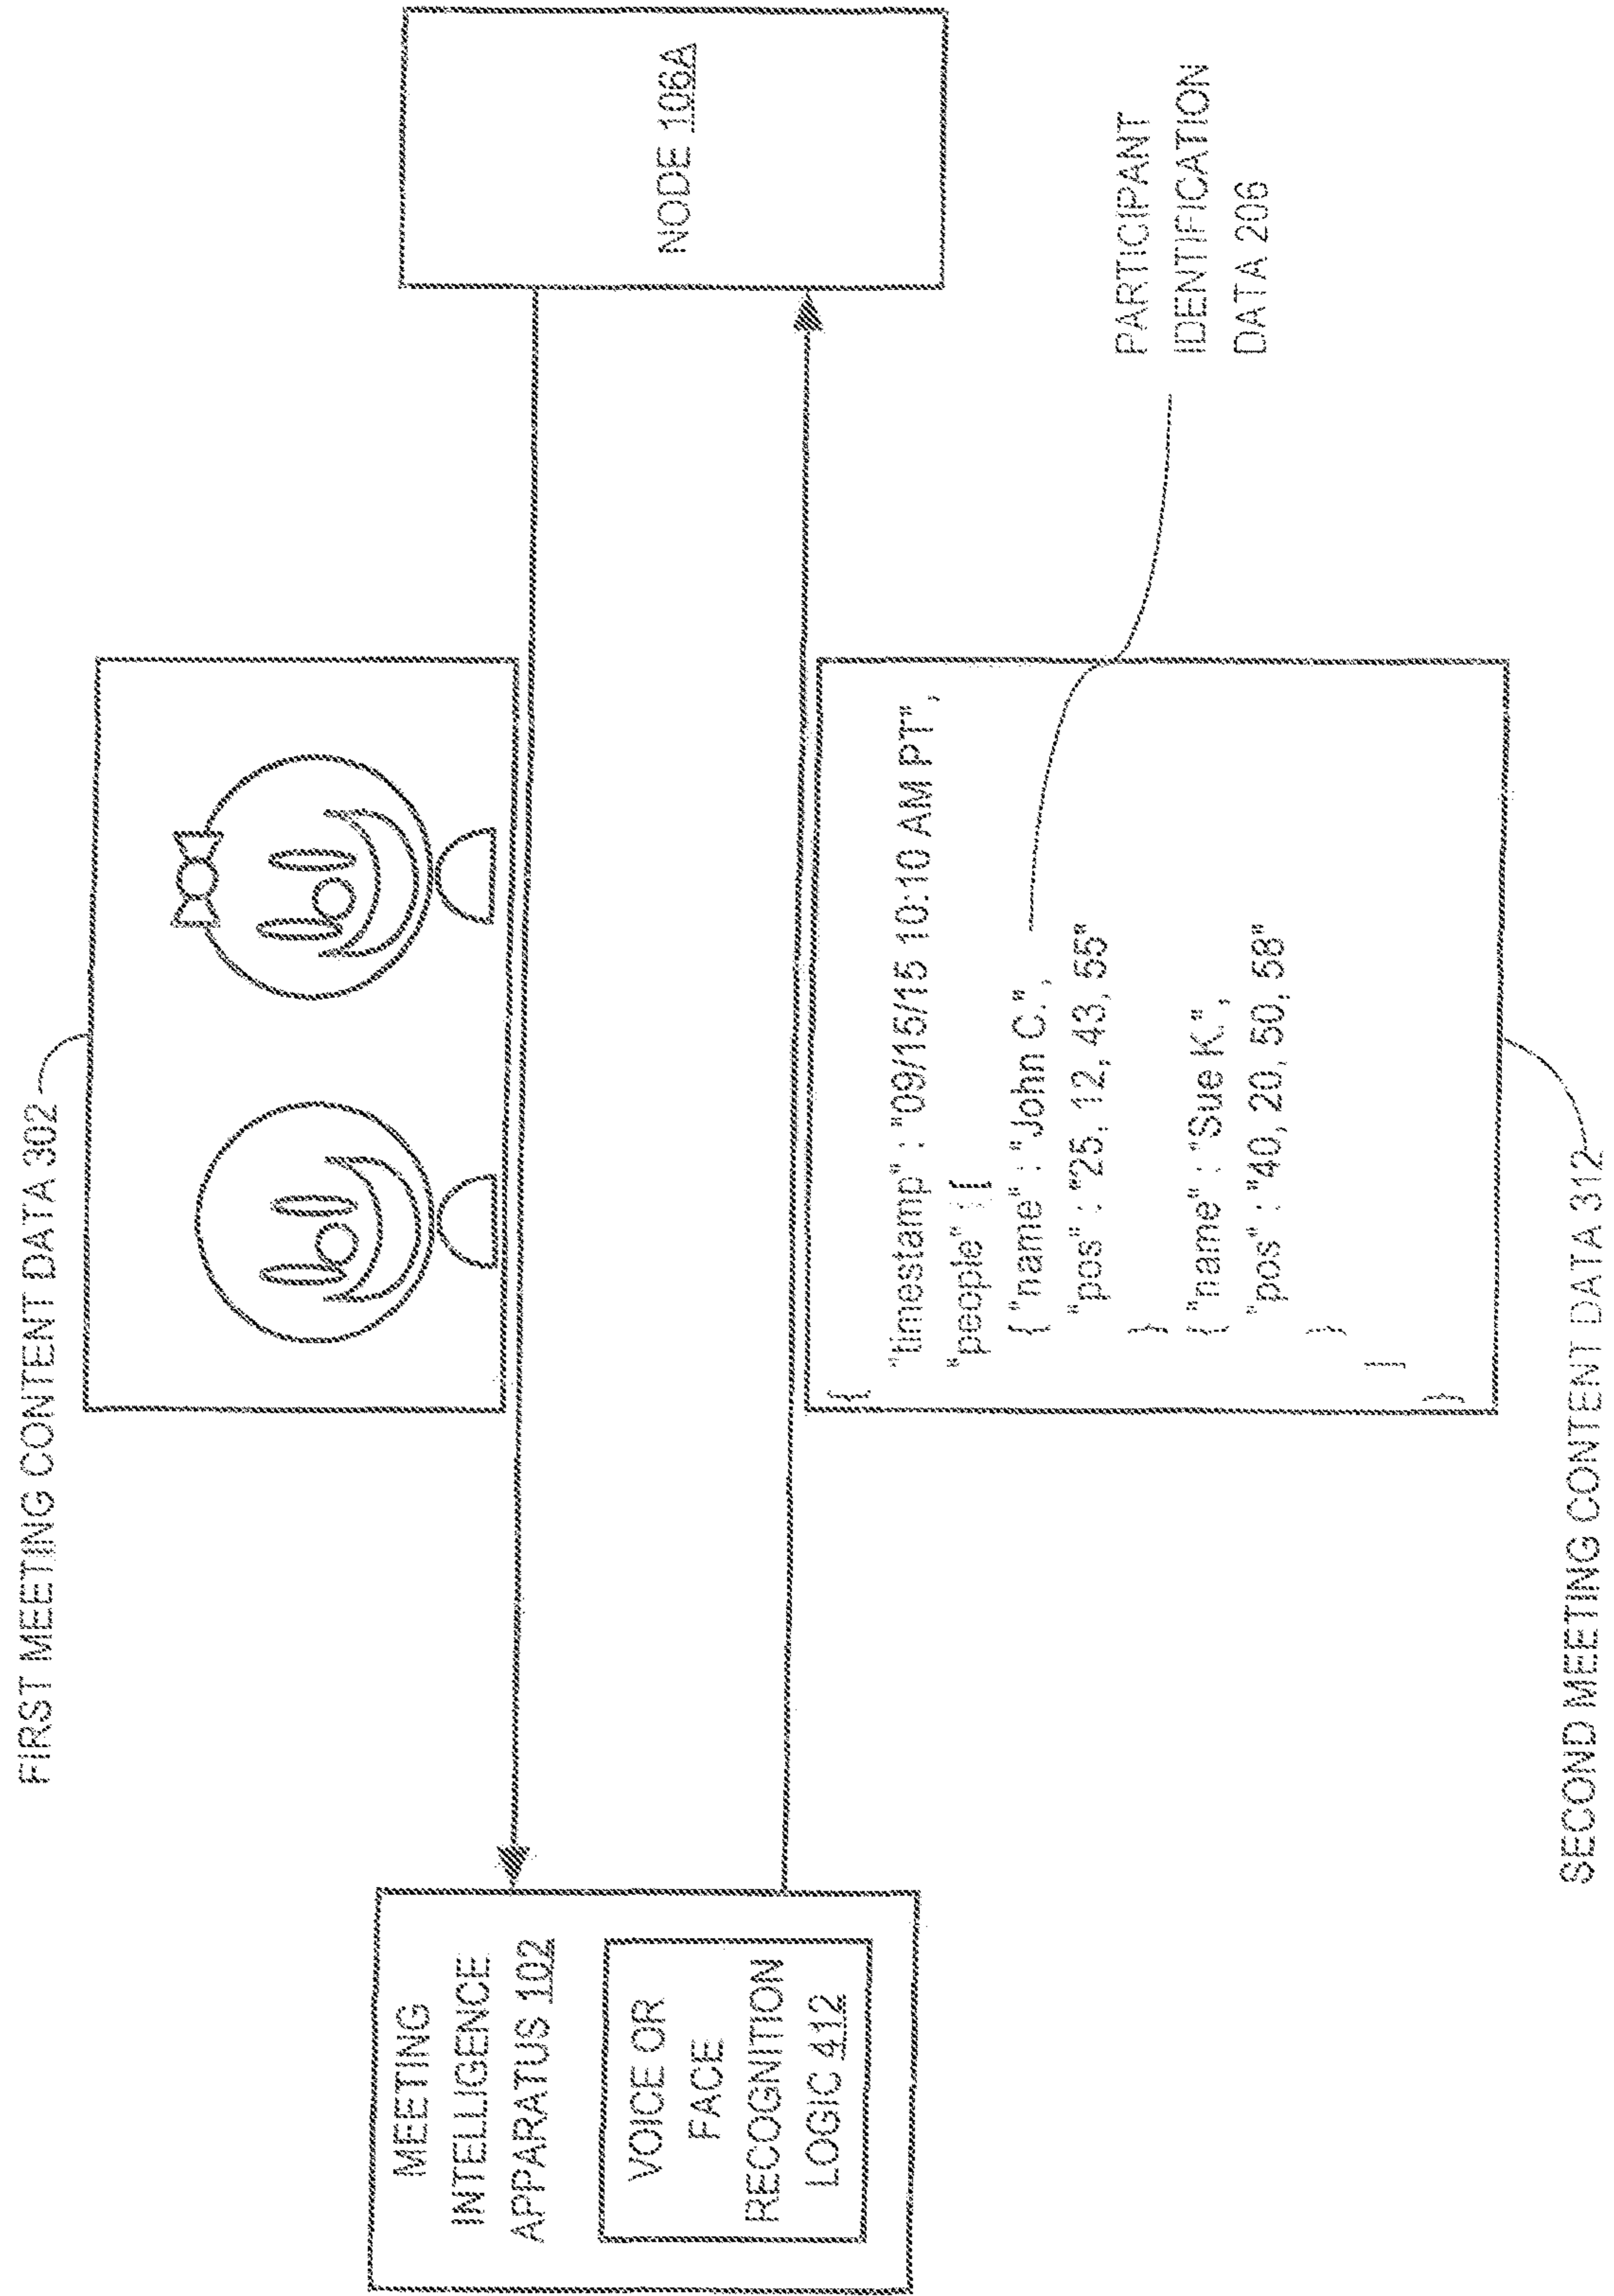 FIRST MEETING CONTENT DATA 302
MEETING
INTELLIGENCE
APPARATUS 102
VOICE OR
FACE
RECOGNITION
LOGIC 412
NODE 106A
{
"timestamp" : "09/15/15 10:10 AM PT",
"people" : [
{ "name" : "John C.",
"pos" : "25, 12, 43, 55"
}
{ "name" : "Sue K.",
"pos" : "40, 20, 50, 58"
}
]
}
PARTICIPANT
IDENTIFICATION
DATA 206
SECOND MEETING CONTENT DATA 312